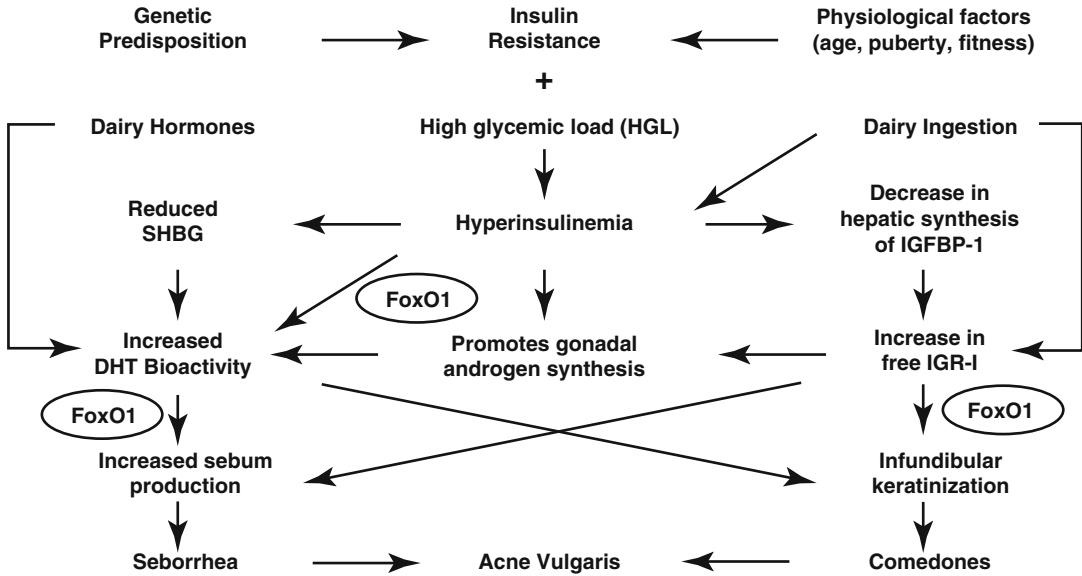 Genetic
Predisposition
Insulin
Resistance
Physiological factors
(age, puberty, fitness)
+
Dairy Hormones
High glycemic load (HGL)
Dairy Ingestion
Reduced
SHBG
Hyperinsulinemia
Decrease in
hepatic synthesis
of IGFBP-1
FoxO1
Increased
DHT Bioactivity
Promotes gonadal
androgen synthesis
Increase in
free IGR-I
FoxO1
FoxO1
Increased sebum
production
Infundibular
keratinization
Seborrhea
Acne Vulgaris
Comedones